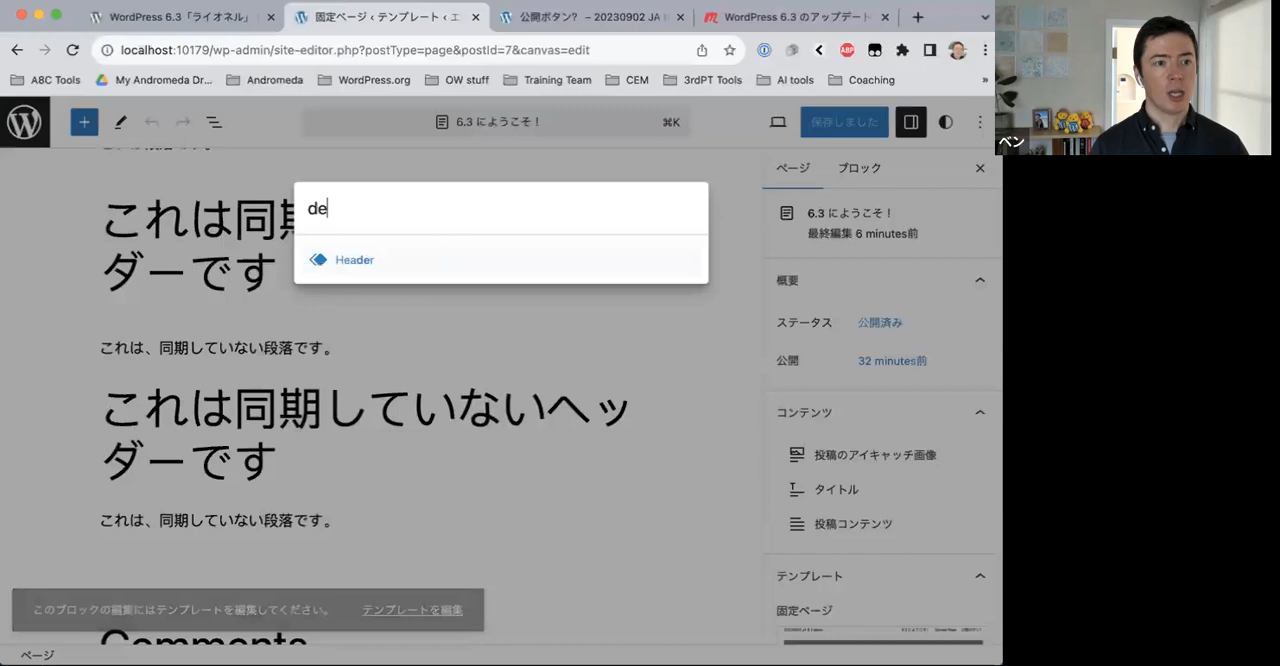 WordPress 6.3「ライオネル」
固定ページ ‹ テンプレート ‹ エ
公開ボタン? – 20230902 JA
WordPress 6.3 のアップデート
localhost:10179/wp-admin/site-editor.php?postType=page&postId=7&canvas=edit
ABP
A8C Tools
My Andromeda Dr...
Andromeda
WordPress.org
OW stuff
Training Team
CEM
3rdPT Tools
AI tools
Coaching
»
6.3 にようこそ！
⌘K
保存しました
ベン
ページ
ブロック
de
Header
これは同期
ダーです
これは、同期していない段落です。
これは同期していないヘッ
ダーです
これは、同期していない段落です。
このブロックの編集にはテンプレートを編集してください。
テンプレートを編集
Comments
ページ
6.3 にようこそ！
最終編集 6 minutes前
概要
ステータス
公開済み
公開
32 minutes前
コンテンツ
投稿のアイキャッチ画像
タイトル
投稿コンテンツ
テンプレート
固定ページ